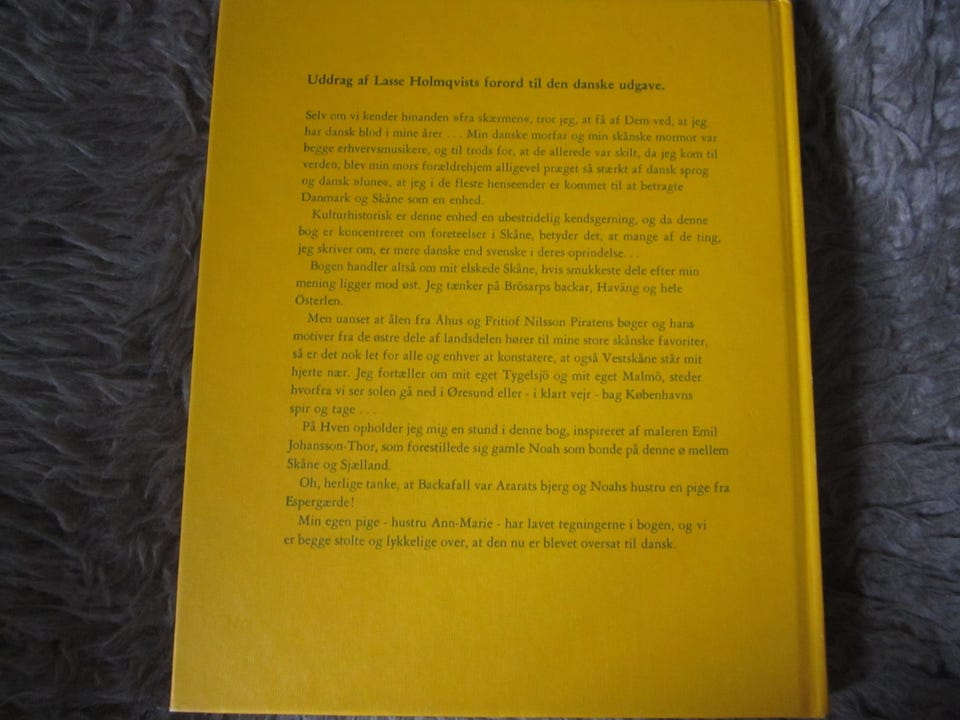 Uddrag af Lasse Holmqvists forord til den danske udgave.
Selv om vi kender hinanden »fra skærmen«, tror jeg, at få af Dem ved, at jeg
har dansk blod i mine årer .... Min danske morfar og min skånske mormor var
begge erhvervsmusikere, og til trods for, at de allerede var skilt, da jeg kom til
verden, blev min mors forældrehjem alligevel præget så stærkt af dansk sprog
og dansk »lune«, at jeg i de fleste henseender er kommet til at betragte
Danmark og Skåne som en enhed.
Kulturhistorisk er denne enhed en ubestridelig kendsgerning, og da denne
bog er koncentreret om foreteelser i Skåne, betyder det, at mange af de ting,
jeg skriver om, er mere danske end svenske i deres oprindelse...
Bogen handler altså om mit elskede Skåne, hvis smukkeste dele efter min
mening ligger mod øst. Jeg tænker på Brösarps backar, Haväng og hele
Österlen.
Men uanset at ålen fra Åhus og Fritiof Nilsson Piratens bøger og hans
motiver fra de østre dele af landsdelen hører til mine store skånske favoriter,
så er det nok let for alle og enhver at konstatere, at også Vestskåne står mit
hjerte nær. Jeg fortæller om mit eget Tygelsjö og mit eget Malmö, steder
hvorfra vi ser solen gå ned i Øresund eller - i klart vejr - bag Københavns
spir og tage ...
På Hven opholder jeg mig en stund i denne bog, inspireret af maleren Emil
Johansson-Thor, som forestillede sig gamle Noah som bonde på denne ø mellem
Skåne og Sjælland.
Oh, herlige tanke, at Backafall var Ararats bjerg og Noahs hustru en pige fra
Espergærde!
Min egen pige - hustru Ann-Marie - har lavet tegningerne i bogen, og vi
er begge stolte og lykkelige over, at den nu er blevet oversat til dansk.